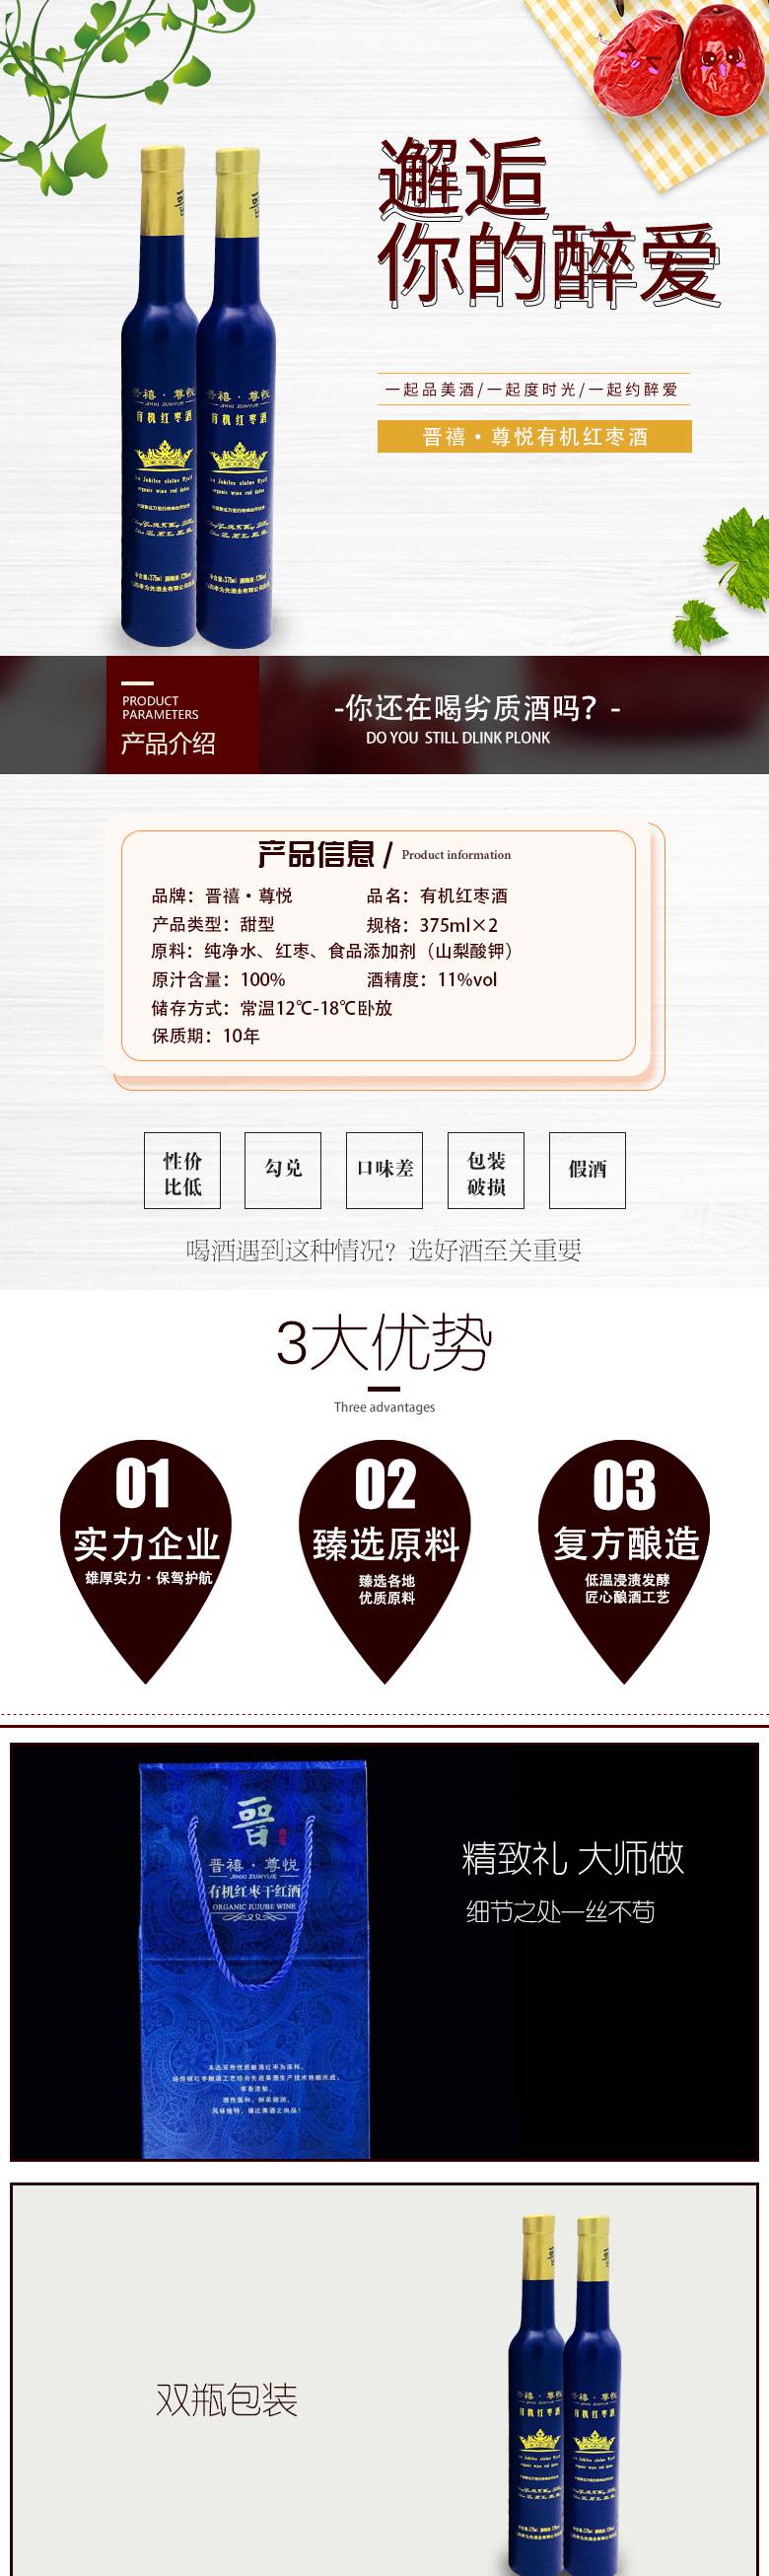 邂逅
你的醉爱
一起品美酒/一起度时光/一起约醉爱
晋禧·尊悦有机红枣酒
晋禧·尊悦
JINXI ZUNYUE
有机红枣酒
PRODUCT
PARAMETERS
产品介绍
-你还在喝劣质酒吗？-
DO YOU STILL DLINK PLONK
产品信息 / Product information
品牌：晋禧·尊悦 品名：有机红枣酒
产品类型：甜型 规格：375ml×2
原料：纯净水、红枣、食品添加剂（山梨酸钾）
原汁含量：100% 酒精度：11%vol
储存方式：常温12℃-18℃卧放
保质期：10年
性价
比低
勾兑
口味差
包装
破损
假酒
喝酒遇到这种情况？选好酒至关重要
3大优势
Three advantages
01
实力企业
雄厚实力·保驾护航
02
臻选原料
臻选各地
优质原料
03
复方酿造
低温浸渍发酵
匠心酿酒工艺
晋禧·尊悦
JINXI ZUNYUE
有机红枣干红酒
ORGANIC JUJUBE WINE
精致礼 大师做
细节之处一丝不苟
双瓶包装
晋禧·尊悦
有机红枣酒